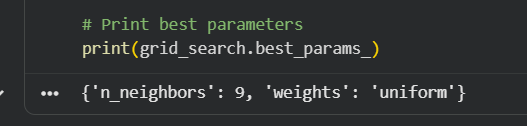 # Print best parameters
print(grid_search.best_params_)
{'n_neighbors': 9, 'weights': 'uniform'}